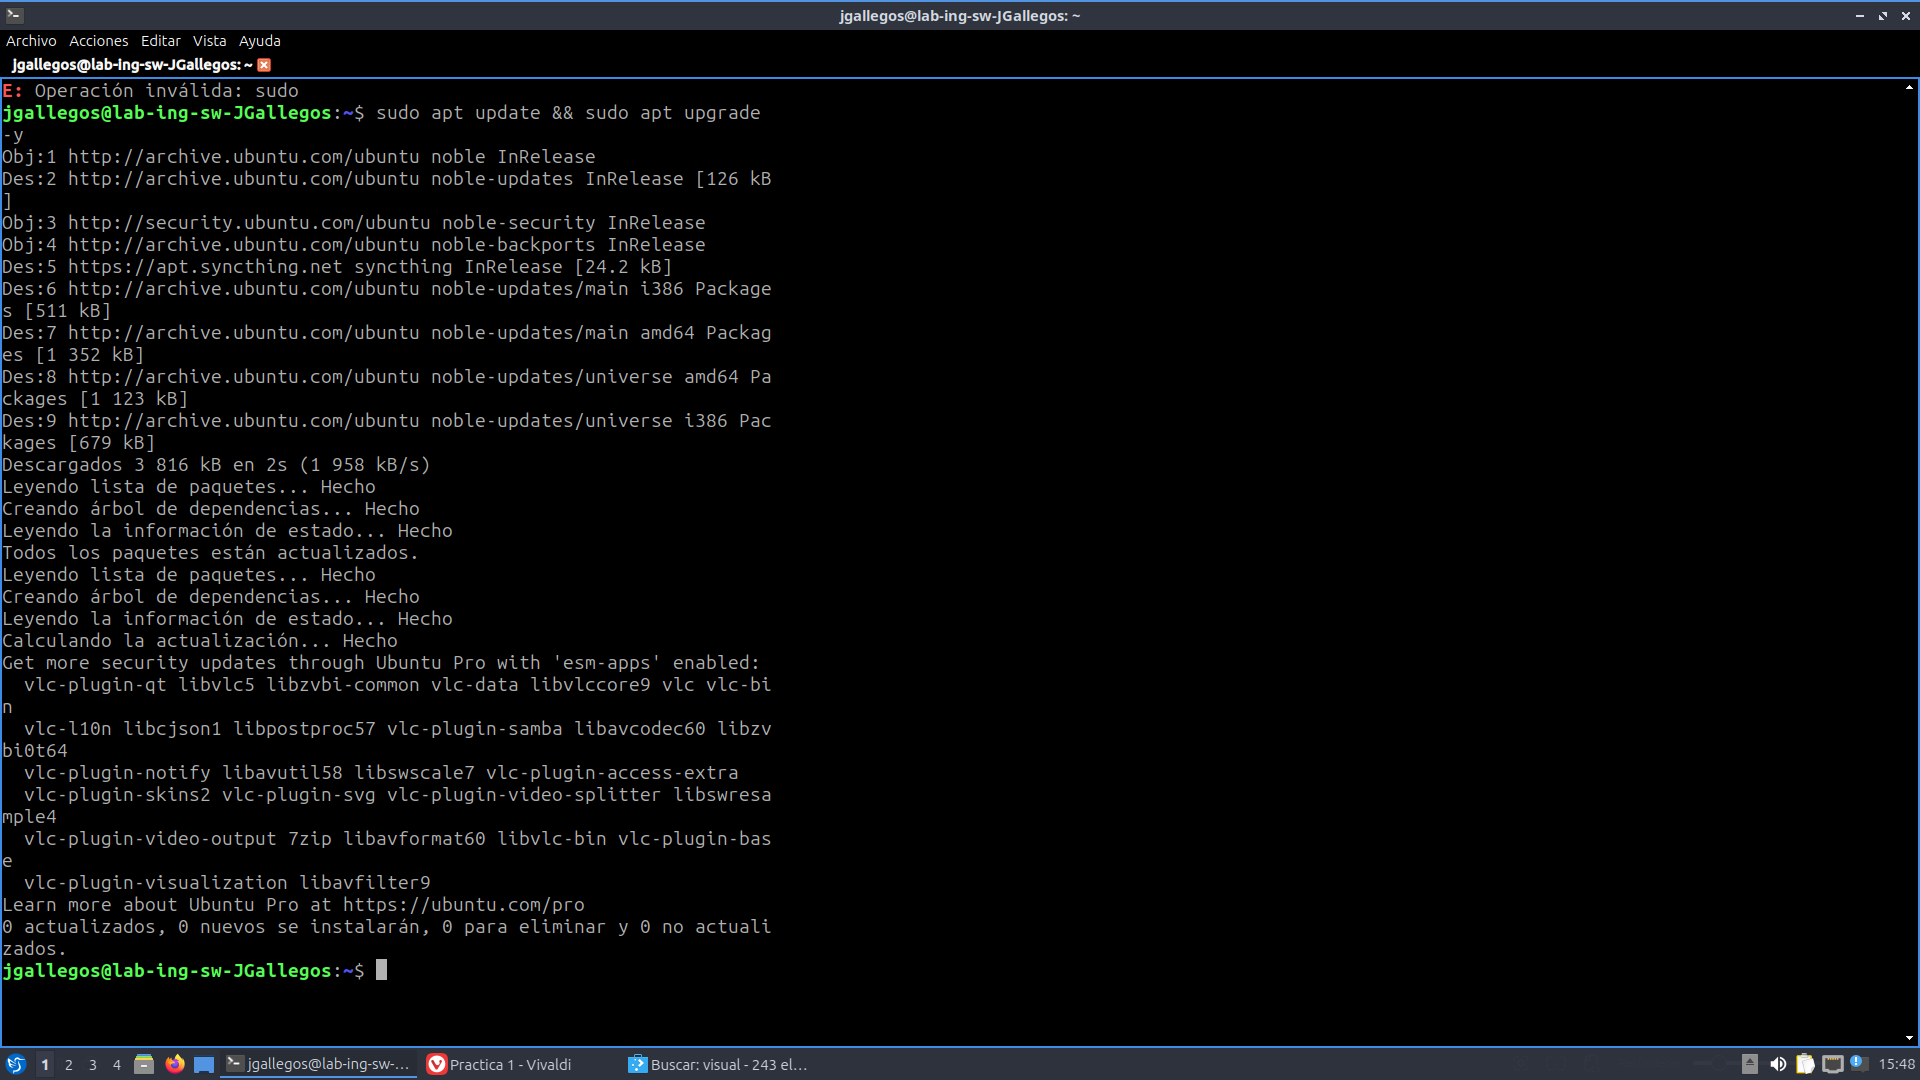 jgallegos@lab-ing-sw-JGallegos: ~
Archivo Acciones Editar Vista Ayuda
jgallegos@lab-ing-sw-JGallegos: ~
E: Operación inválida: sudo
jgallegos@lab-ing-sw-JGallegos:~$ sudo apt update && sudo apt upgrade
-y
Obj:1 http://archive.ubuntu.com/ubuntu noble InRelease
Des:2 http://archive.ubuntu.com/ubuntu noble-updates InRelease [126 kB
]
Obj:3 http://security.ubuntu.com/ubuntu noble-security InRelease
Obj:4 http://archive.ubuntu.com/ubuntu noble-backports InRelease
Des:5 https://apt.syncthing.net syncthing InRelease [24.2 kB]
Des:6 http://archive.ubuntu.com/ubuntu noble-updates/main i386 Package
s [511 kB]
Des:7 http://archive.ubuntu.com/ubuntu noble-updates/main amd64 Packag
es [1 352 kB]
Des:8 http://archive.ubuntu.com/ubuntu noble-updates/universe amd64 Pa
ckages [1 123 kB]
Des:9 http://archive.ubuntu.com/ubuntu noble-updates/universe i386 Pac
kages [679 kB]
Descargados 3 816 kB en 2s (1 958 kB/s)
Leyendo lista de paquetes... Hecho
Creando árbol de dependencias... Hecho
Leyendo la información de estado... Hecho
Todos los paquetes están actualizados.
Leyendo lista de paquetes... Hecho
Creando árbol de dependencias... Hecho
Leyendo la información de estado... Hecho
Calculando la actualización... Hecho
Get more security updates through Ubuntu Pro with 'esm-apps' enabled:
  vlc-plugin-qt libvlc5 libzvbi-common vlc-data libvlccore9 vlc vlc-bi
n
  vlc-l10n libcjson1 libpostproc57 vlc-plugin-samba libavcodec60 libzv
bi0t64
  vlc-plugin-notify libavutil58 libswscale7 vlc-plugin-access-extra
  vlc-plugin-skins2 vlc-plugin-svg vlc-plugin-video-splitter libswresa
mple4
  vlc-plugin-video-output 7zip libavformat60 libvlc-bin vlc-plugin-bas
e
  vlc-plugin-visualization libavfilter9
Learn more about Ubuntu Pro at https://ubuntu.com/pro
0 actualizados, 0 nuevos se instalarán, 0 para eliminar y 0 no actuali
zados.
jgallegos@lab-ing-sw-JGallegos:~$
1 2 3 4 jgallegos@lab-ing-sw-... Practica 1 - Vivaldi Buscar: visual - 243 el... 15:48